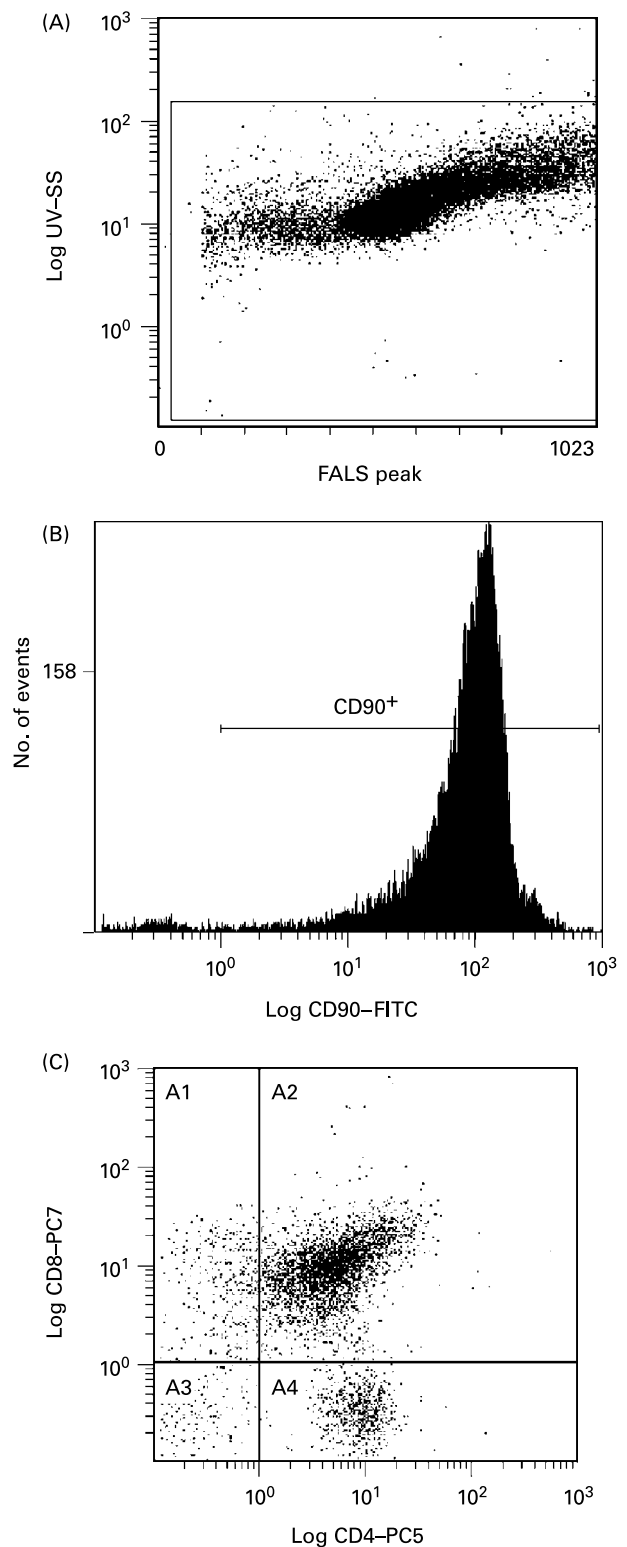 (A)
10³
10²
10¹
10⁰
Log UV–SS
0
1023
FALS peak
(B)
158
No. of events
CD90⁺
10⁰ 10¹ 10² 10³
Log CD90–FITC
(C)
10³
10²
10¹
10⁰
Log CD8–PC7
A1 A2
A3 A4
10⁰ 10¹ 10² 10³
Log CD4–PC5